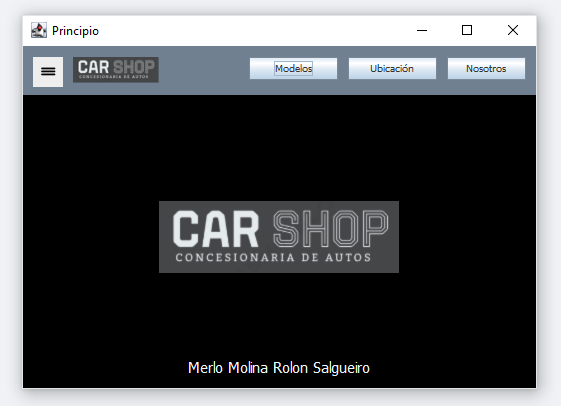 Principio
CAR SHOP
CONCESIONARIA DE AUTOS
Modelos
Ubicación
Nosotros
CAR SHOP
CONCESIONARIA DE AUTOS
Merlo Molina Rolon Salgueiro